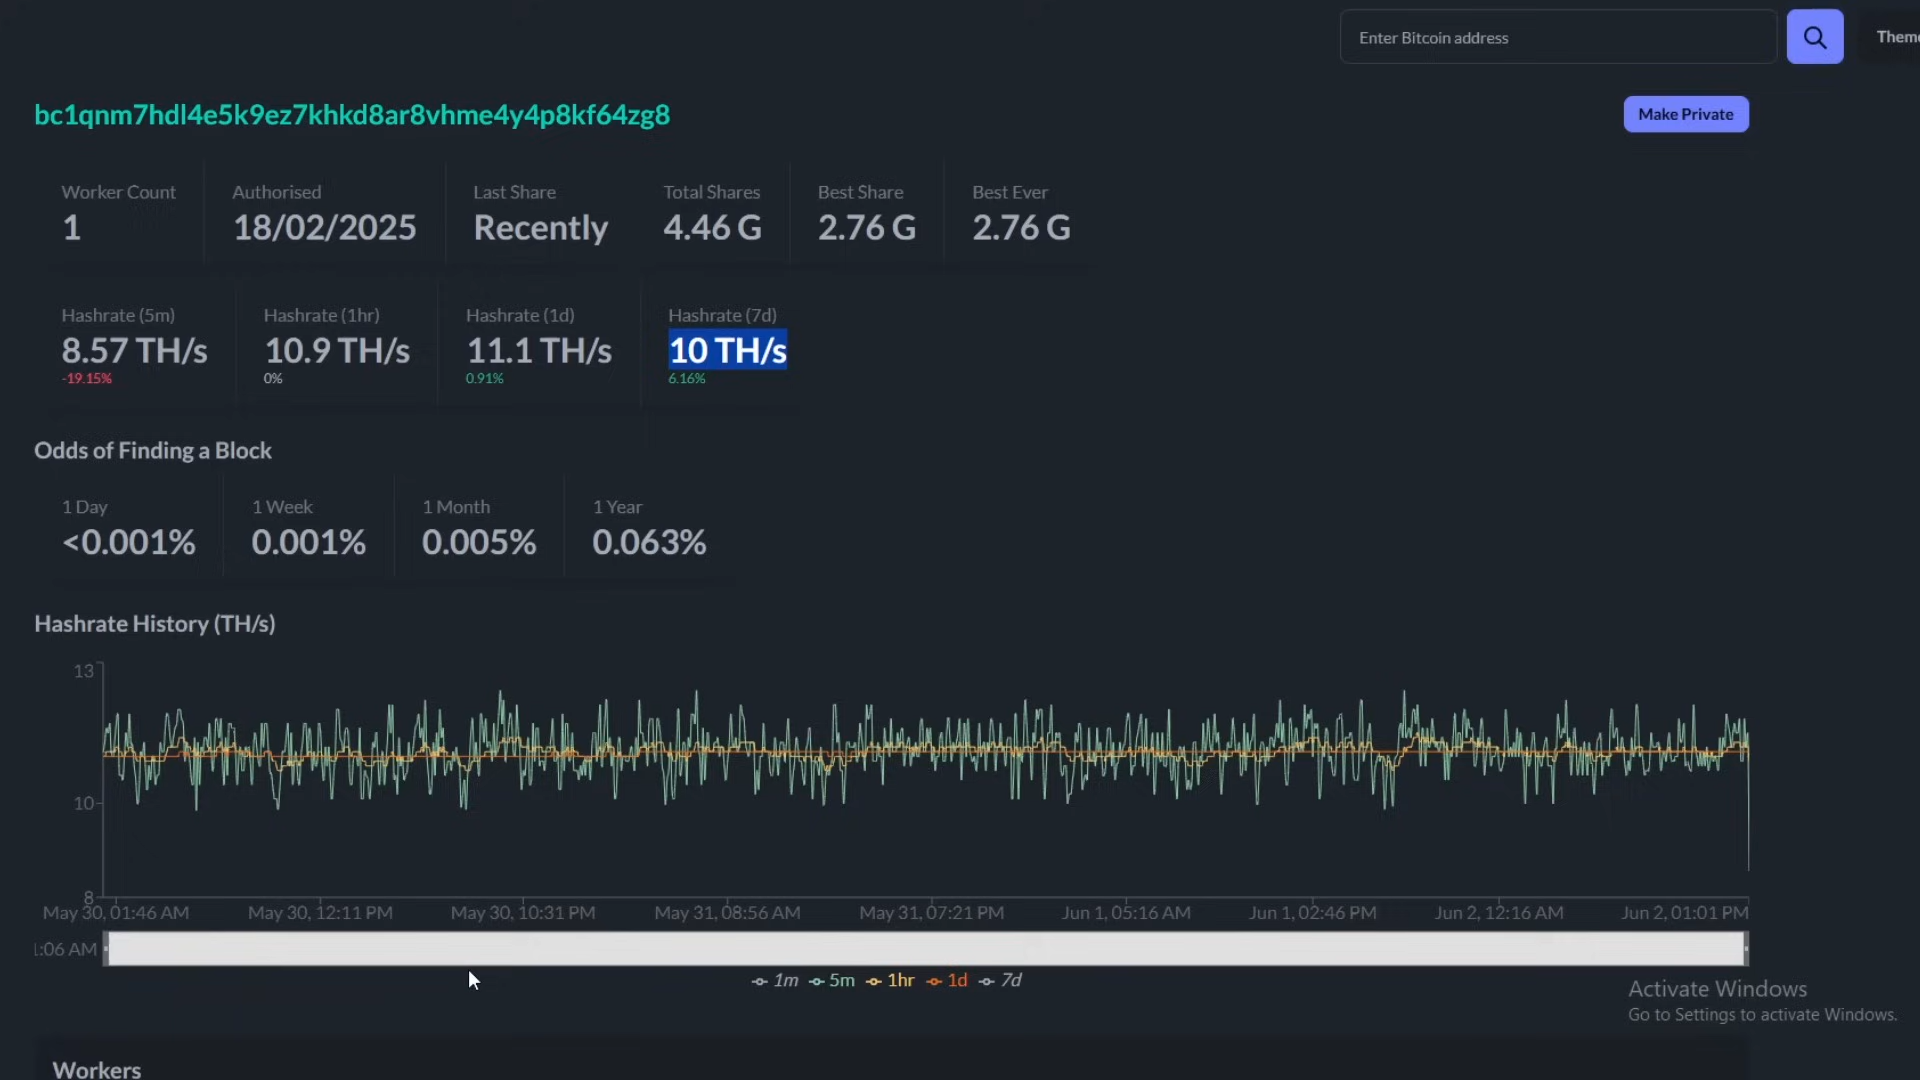 Enter Bitcoin address
Theme
bc1qnm7hdl4e5k9ez7khkd8ar8vhme4y4p8kf64zg8
Make Private
Worker Count Authorised Last Share Total Shares Best Share Best Ever
1 18/02/2025 Recently 4.46 G 2.76 G 2.76 G
Hashrate (5m) Hashrate (1hr) Hashrate (1d) Hashrate (7d)
8.57 TH/s 10.9 TH/s 11.1 TH/s 10 TH/s
-19.15% 0% 0.91% 6.16%
Odds of Finding a Block
1 Day 1 Week 1 Month 1 Year
<0.001% 0.001% 0.005% 0.063%
Hashrate History (TH/s)
13
10
8
May 30, 01:46 AM May 30, 12:11 PM May 30, 10:31 PM May 31, 08:56 AM May 31, 07:21 PM Jun 1, 05:16 AM Jun 1, 02:46 PM Jun 2, 12:16 AM Jun 2, 01:01 PM
1:06 AM
1m 5m 1hr 1d 7d
Activate Windows
Go to Settings to activate Windows.
Workers